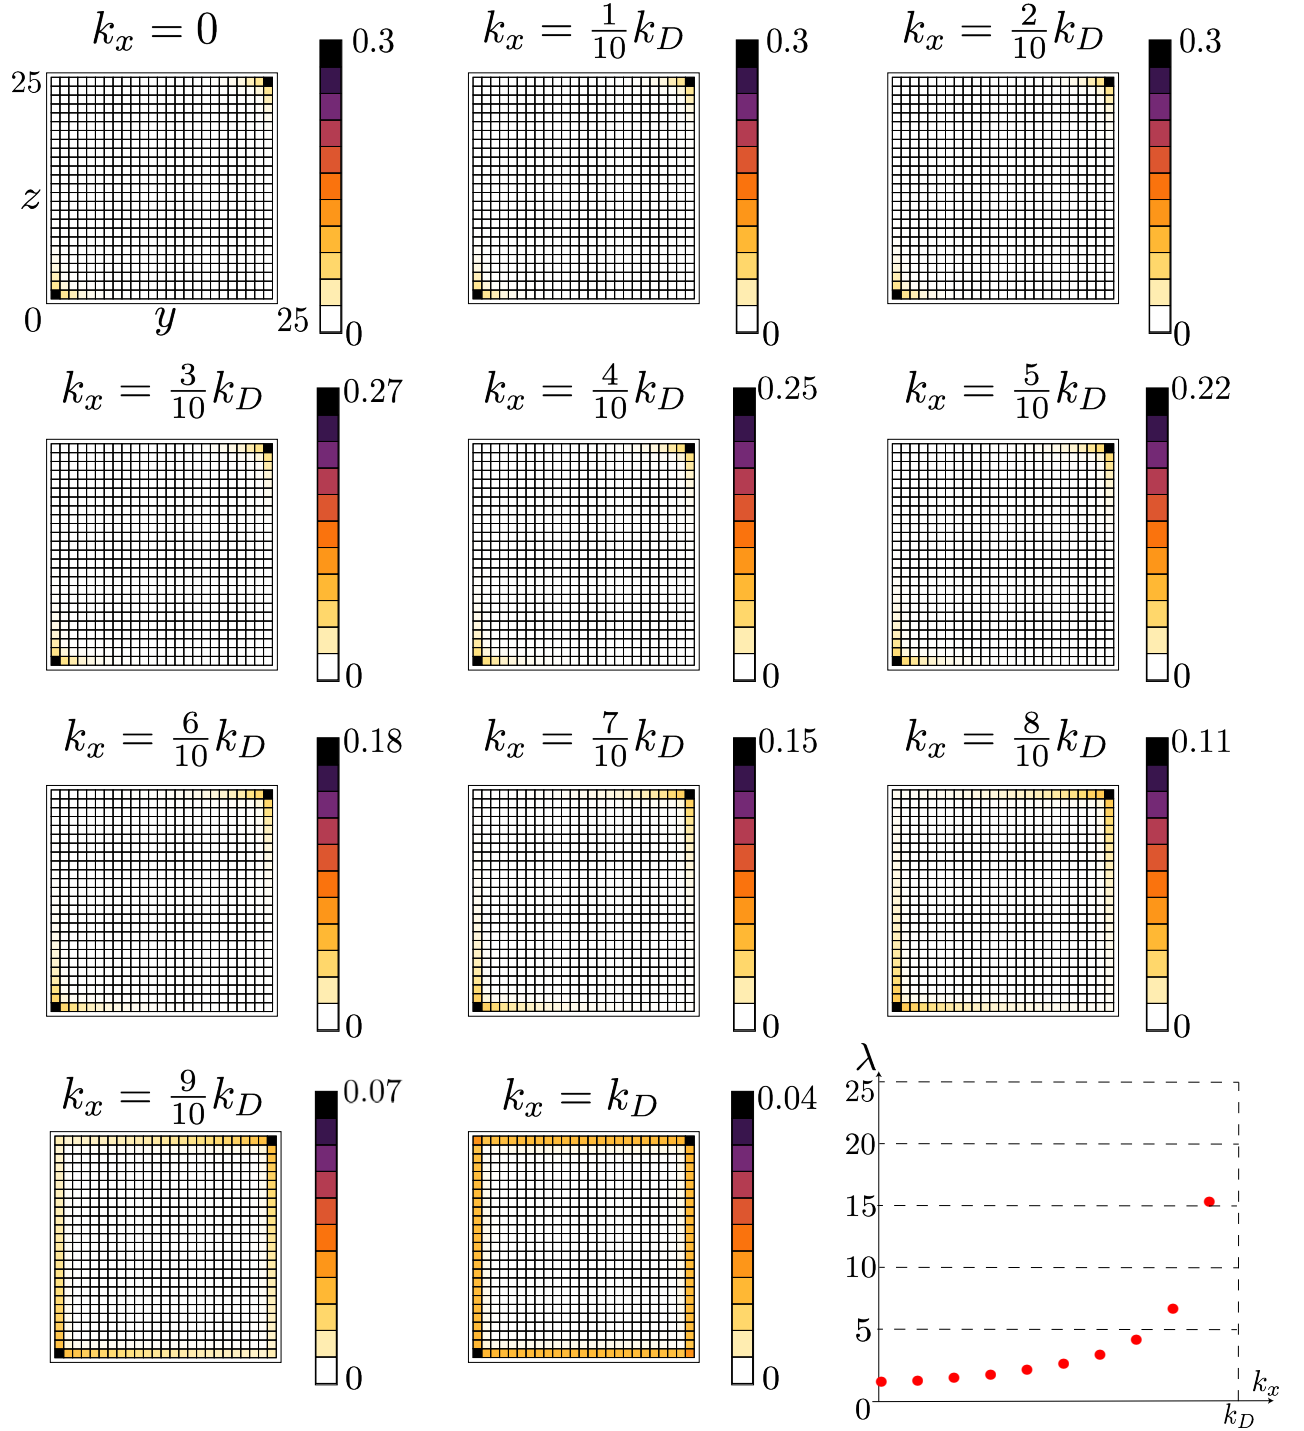 k_x = 0
0.3
25
z
0
y
25
0
k_x = 1/10 k_D
0.3
0
k_x = 2/10 k_D
0.3
0
k_x = 3/10 k_D
0.27
0
k_x = 4/10 k_D
0.25
0
k_x = 5/10 k_D
0.22
0
k_x = 6/10 k_D
0.18
0
k_x = 7/10 k_D
0.15
0
k_x = 8/10 k_D
0.11
0
k_x = 9/10 k_D
0.07
0
k_x = k_D
0.04
0
λ
25
20
15
10
5
0
k_x
k_D